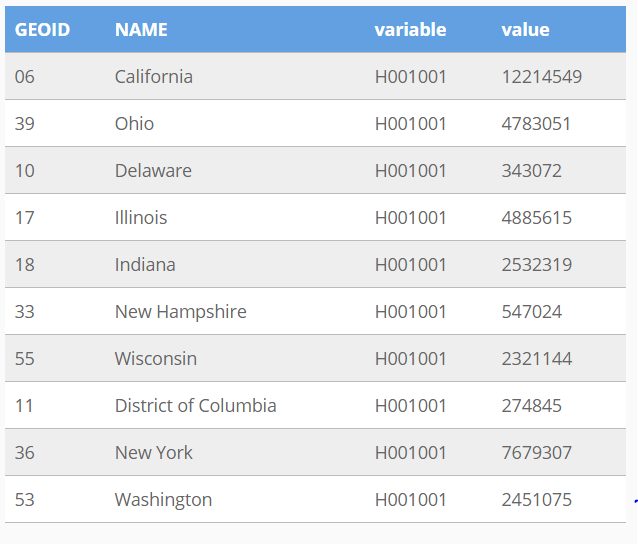 GEOID NAME variable value
06 California H001001 12214549
39 Ohio H001001 4783051
10 Delaware H001001 343072
17 Illinois H001001 4885615
18 Indiana H001001 2532319
33 New Hampshire H001001 547024
55 Wisconsin H001001 2321144
11 District of Columbia H001001 274845
36 New York H001001 7679307
53 Washington H001001 2451075